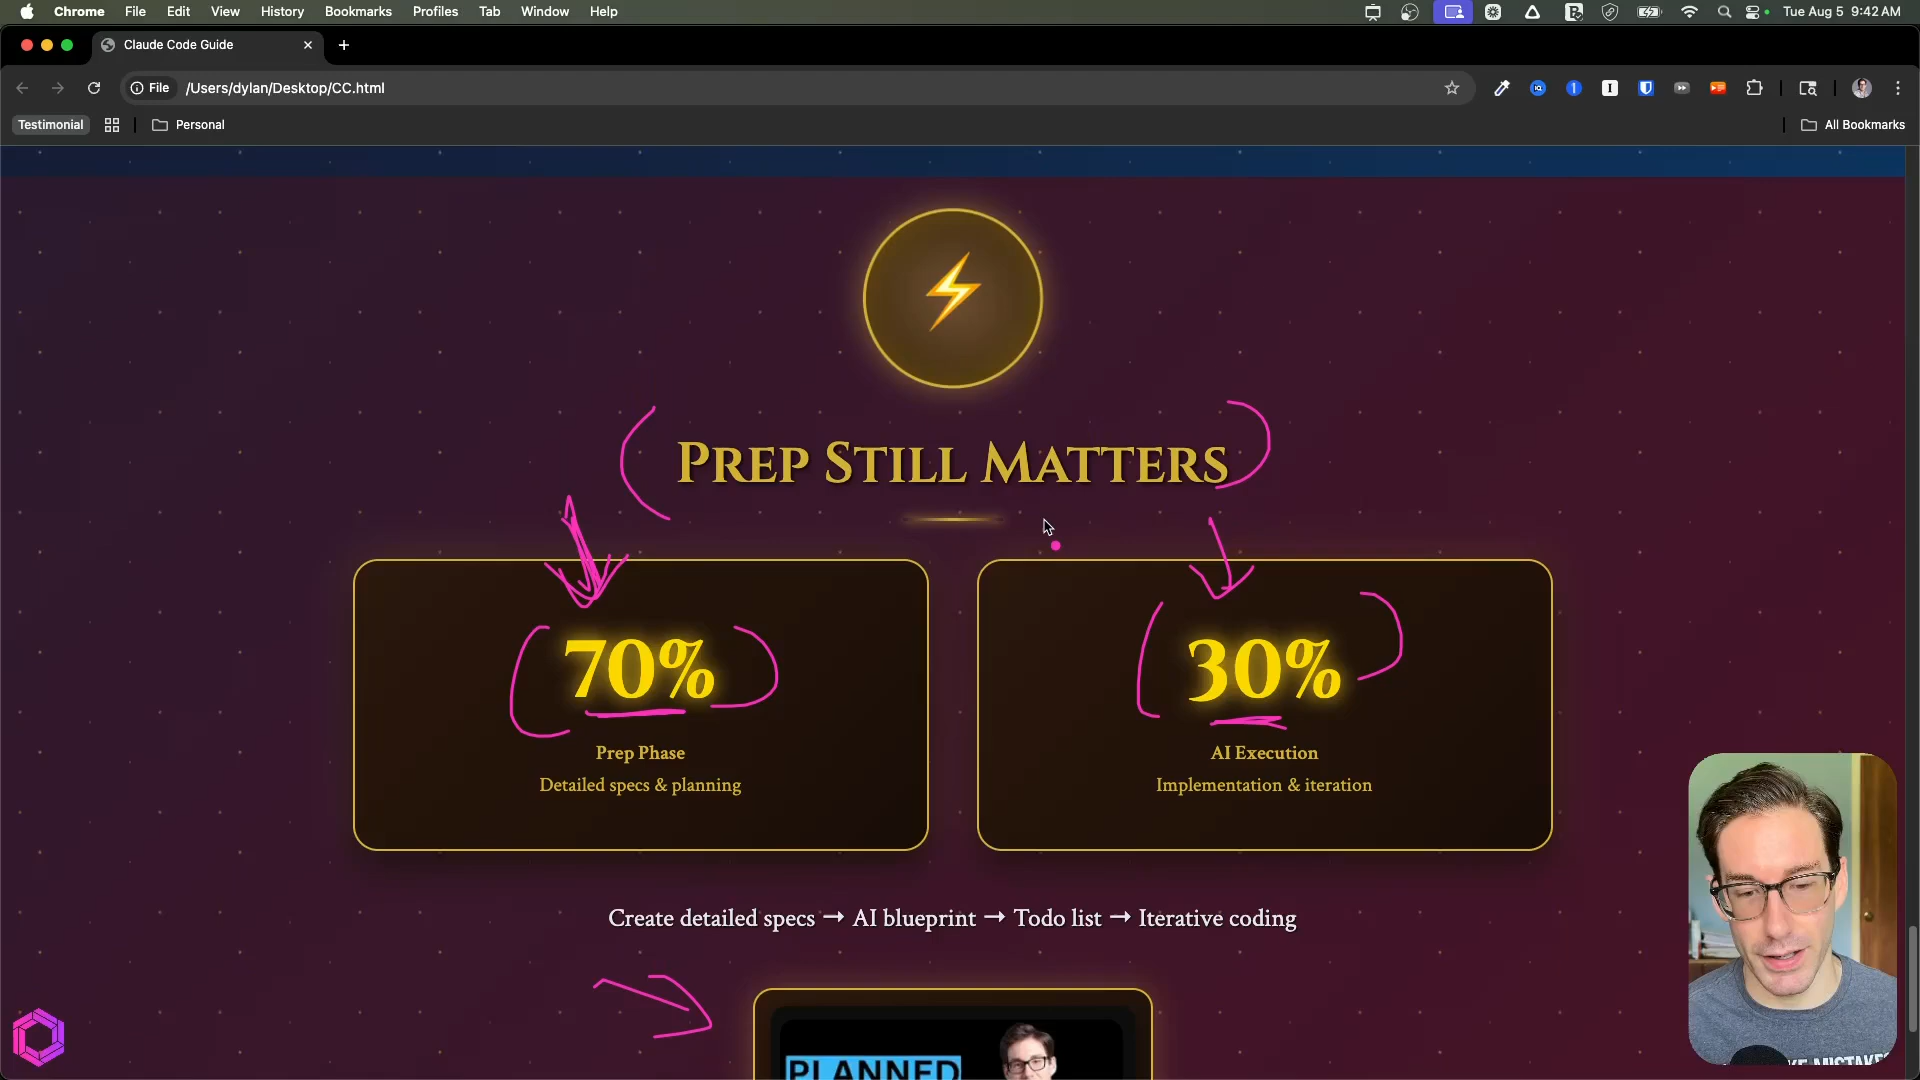 Chrome File Edit View History Bookmarks Profiles Tab Window Help Tue Aug 5 9:42 AM
Claude Code Guide
File /Users/dylan/Desktop/CC.html
Testimonial Personal All Bookmarks
PREP STILL MATTERS
70% 30%
Prep Phase AI Execution
Detailed specs & planning Implementation & iteration
Create detailed specs → AI blueprint → Todo list → Iterative coding
PLANNED